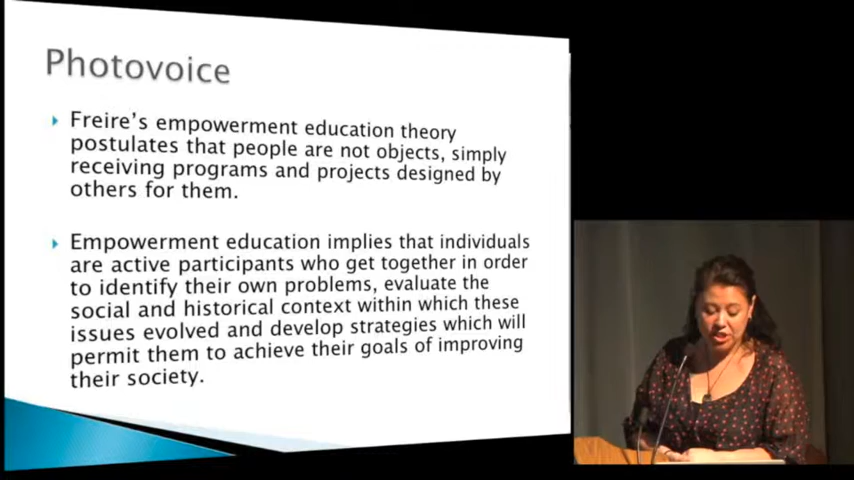 Photovoice
Freire's empowerment education theory
postulates that people are not objects, simply
receiving programs and projects designed by
others for them.
Empowerment education implies that individuals
are active participants who get together in order
to identify their own problems, evaluate the
social and historical context within which these
issues evolved and develop strategies which will
permit them to achieve their goals of improving
their society.